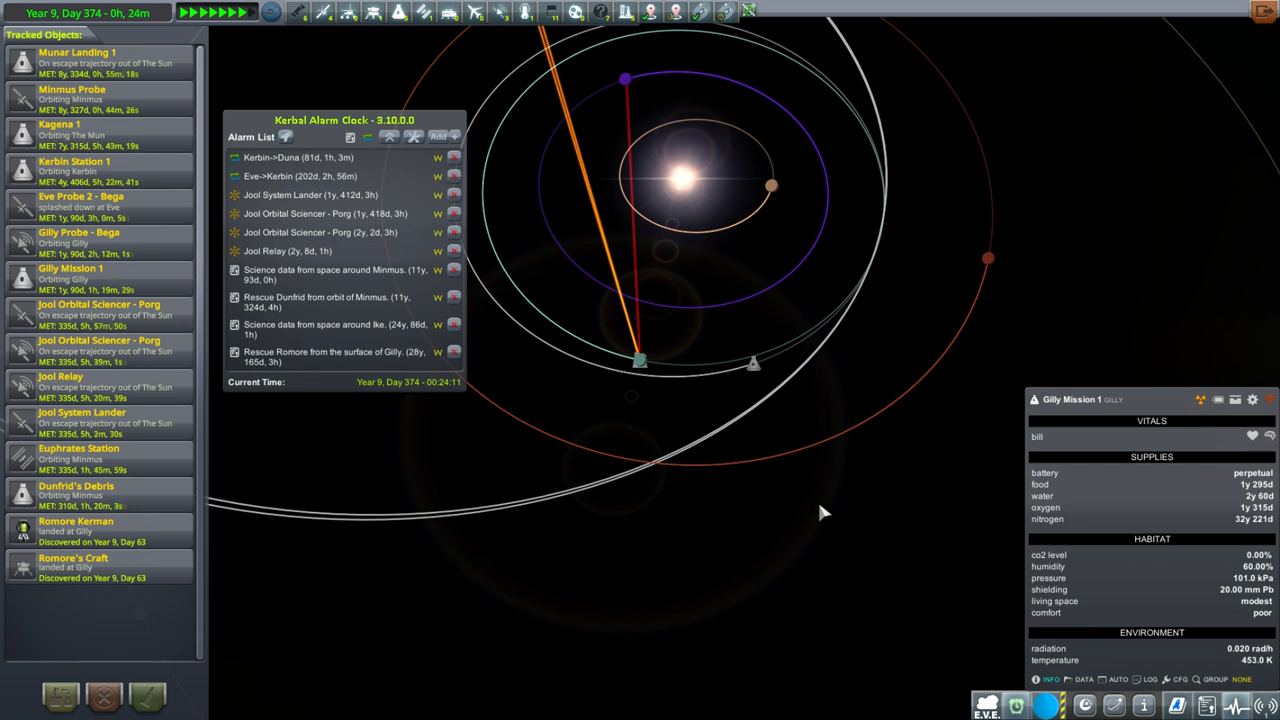 Year 9, Day 374 - 0h, 24m
Tracked Objects:
Munar Landing 1
On escape trajectory out of The Sun
MET: 8y, 334d, 0h, 55m, 18s
Minmus Probe
Orbiting Minmus
MET: 8y, 327d, 0h, 44m, 26s
Kagena 1
Orbiting The Mun
MET: 7y, 315d, 5h, 43m, 19s
Kerbin Station 1
Orbiting Kerbin
MET: 4y, 406d, 5h, 22m, 41s
Eve Probe 2 - Bega
splashed down at Eve
MET: 1y, 90d, 3h, 0m, 5s
Gilly Probe - Bega
Orbiting Gilly
MET: 1y, 90d, 2h, 12m, 1s
Gilly Mission 1
Orbiting Gilly
MET: 1y, 90d, 1h, 19m, 29s
Jool Orbital Sciencer - Porg
On escape trajectory out of The Sun
MET: 335d, 5h, 57m, 50s
Jool Orbital Sciencer - Porg
On escape trajectory out of The Sun
MET: 335d, 5h, 39m, 1s
Jool Relay
On escape trajectory out of The Sun
MET: 335d, 5h, 20m, 39s
Jool System Lander
On escape trajectory out of The Sun
MET: 335d, 5h, 2m, 30s
Euphrates Station
Orbiting Minmus
MET: 335d, 1h, 45m, 59s
Dunfrid's Debris
Orbiting Minmus
MET: 310d, 1h, 20m, 3s
Romore Kerman
landed at Gilly
Discovered on Year 9, Day 63
Romore's Craft
landed at Gilly
Discovered on Year 9, Day 63
Kerbal Alarm Clock - 3.10.0.0
Alarm List
Add +
Kerbin->Duna (81d, 1h, 3m) W
Eve->Kerbin (202d, 2h, 56m) W
Jool System Lander (1y, 412d, 3h) W
Jool Orbital Sciencer - Porg (1y, 418d, 3h) W
Jool Orbital Sciencer - Porg (2y, 2d, 3h) W
Jool Relay (2y, 8d, 1h) W
Science data from space around Minmus. (11y, W
93d, 0h)
Rescue Dunfrid from orbit of Minmus. (11y, W
324d, 4h)
Science data from space around Ike. (24y, 86d, W
1h)
Rescue Romore from the surface of Gilly. (28y, W
165d, 3h)
Current Time: Year 9, Day 374 - 00:24:11
Gilly Mission 1 GILLY
VITALS
bill
SUPPLIES
battery perpetual
food 1y 295d
water 2y 60d
oxygen 1y 315d
nitrogen 32y 221d
HABITAT
co2 level 0.00%
humidity 60.00%
pressure 101.0 kPa
shielding 20.00 mm Pb
living space modest
comfort poor
ENVIRONMENT
radiation 0.020 rad/h
temperature 453.0 K
INFO DATA AUTO LOG CFG GROUP NONE
E.V.E.